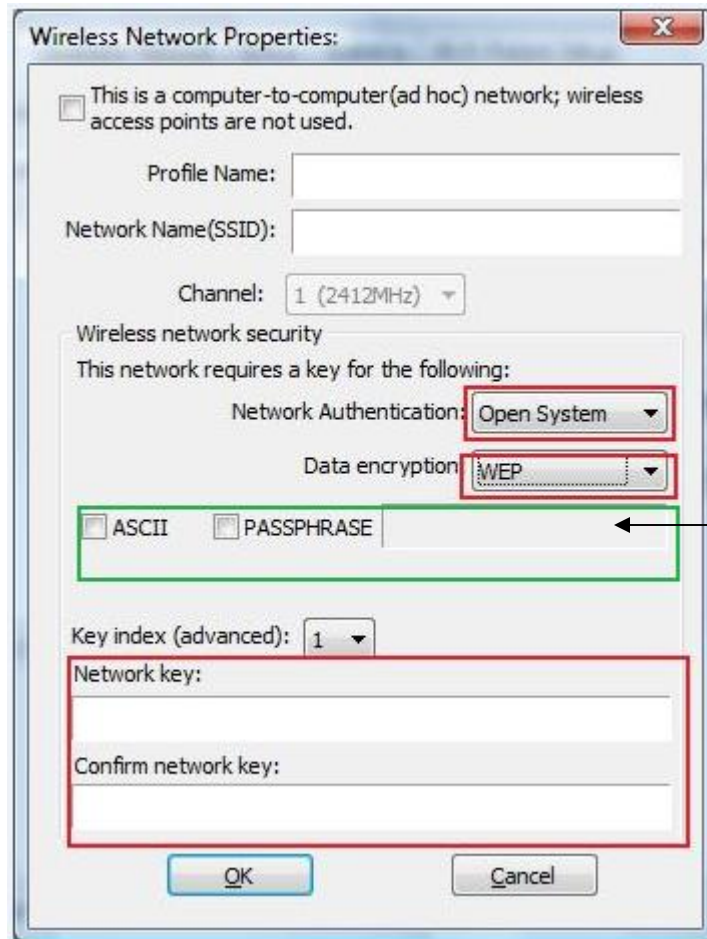 Wireless Network Properties:
This is a computer-to-computer(ad hoc) network; wireless
access points are not used.
Profile Name:
Network Name(SSID):
Channel: 1 (2412MHz)
Wireless network security
This network requires a key for the following:
Network Authentication: Open System
Data encryption WEP
ASCII PASSPHRASE
Key index (advanced): 1
Network key:
Confirm network key:
OK Cancel